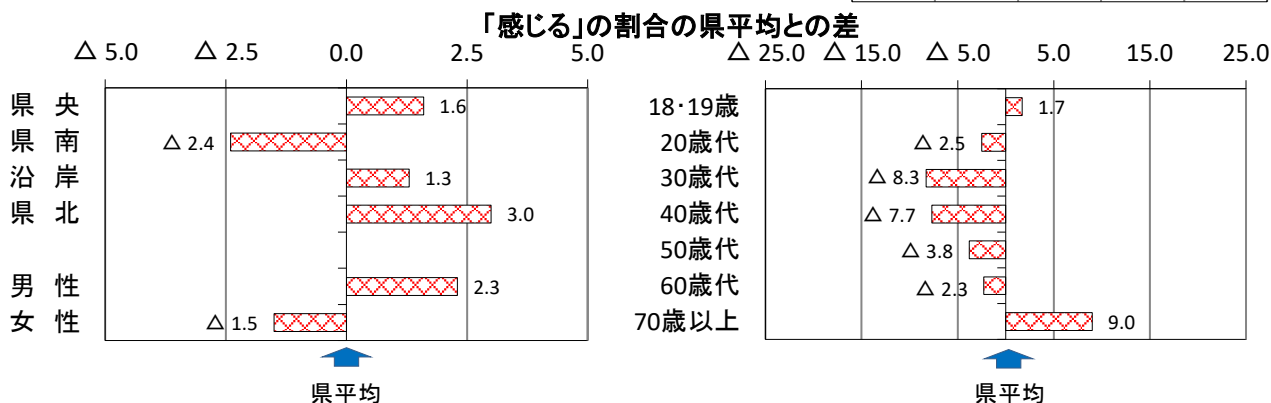 「感じる」の割合の県平均との差
△ 5.0 △ 2.5 0.0 2.5 5.0
県 央 1.6
県 南 △ 2.4
沿 岸 1.3
県 北 3.0
男 性 2.3
女 性 △ 1.5
県平均
△ 25.0 △ 15.0 △ 5.0 5.0 15.0 25.0
18・19歳 1.7
20歳代 △ 2.5
30歳代 △ 8.3
40歳代 △ 7.7
50歳代 △ 3.8
60歳代 △ 2.3
70歳以上 9.0
県平均